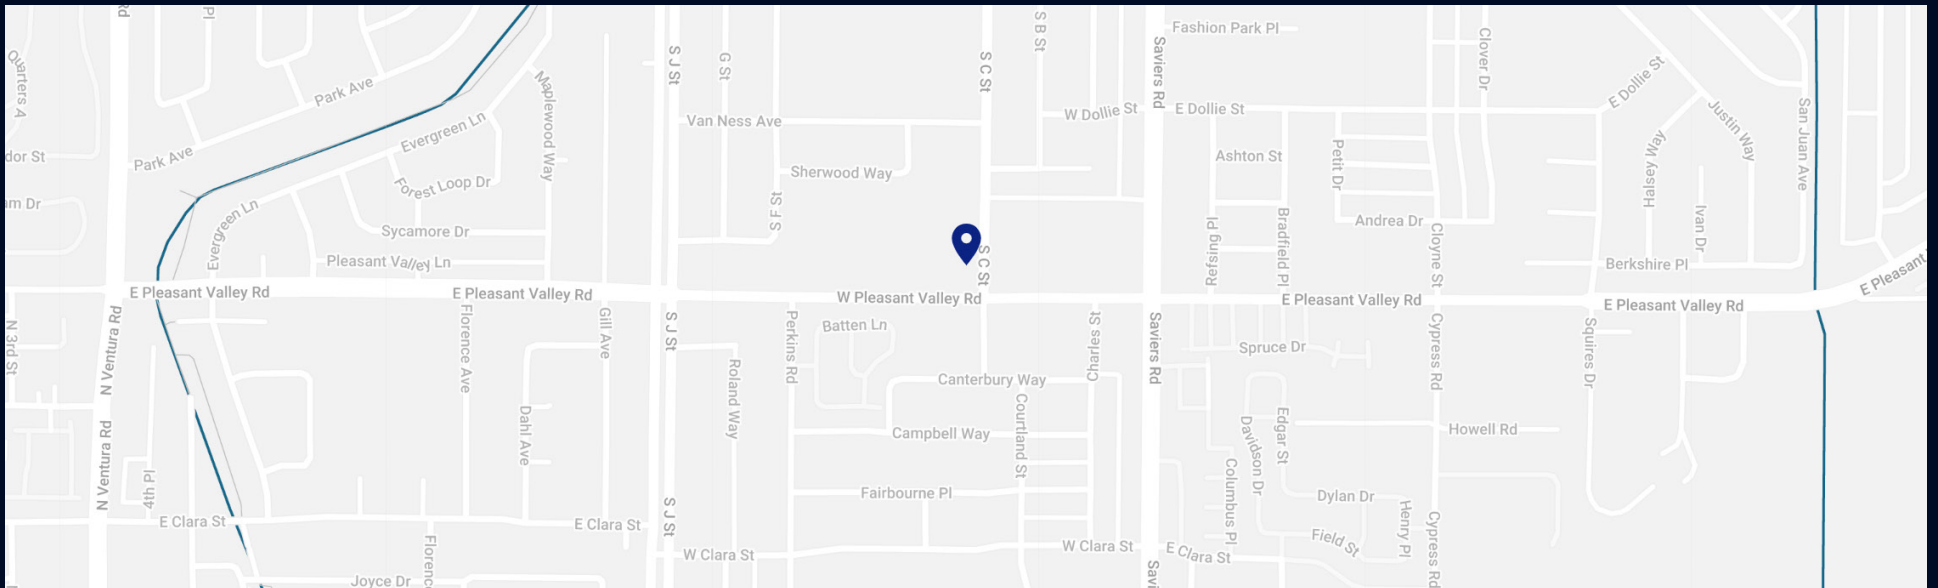 Pl
Fashion Park Pl
S B St
Clover Dr
Quarters A
S J St
G St
S C St
Saviers Rd
Park Ave
Maplewood Way
E Dollie St
Van Ness Ave
W Dollie St
E Dollie St
Justin Way
San Juan Ave
Evergreen Ln
Park Ave
dor St
Ashton St
Petit Dr
Halesey Way
Sherwood Way
Forest Loop Dr
am Dr
S F St
Evergreen Ln
Sycamore Dr
Andrea Dr
Ivan Dr
Refsing Pl
Bradfield Pl
Cloyne St
Pleasant Valley Ln
S C St
Berkshire Pl
E Pleasant
E Pleasant Valley Rd
E Pleasant Valley Rd
W Pleasant Valley Rd
E Pleasant Valley Rd
E Pleasant Valley Rd
N 3rd St
N Ventura Rd
Florence Ave
Gill Ave
S J St
Perkins Rd
Batten Ln
Charles St
Saviers Rd
Spruce Dr
Cypress Rd
Squires Dr
Roland Way
Canterbury Way
Dahl Ave
Courtland St
Campbell Way
Davidson Dr
Edgar St
Howell Rd
N Ventura Rd
4th Pl
Columbus Pl
Fairbourne Pl
Dylan Dr
Henry Pl
E Clara St
E Clara St
S J St
W Clara St
W Clara St
E Clara St
Field St
Cypress Rd
Florenc
Joyce Dr
Savi